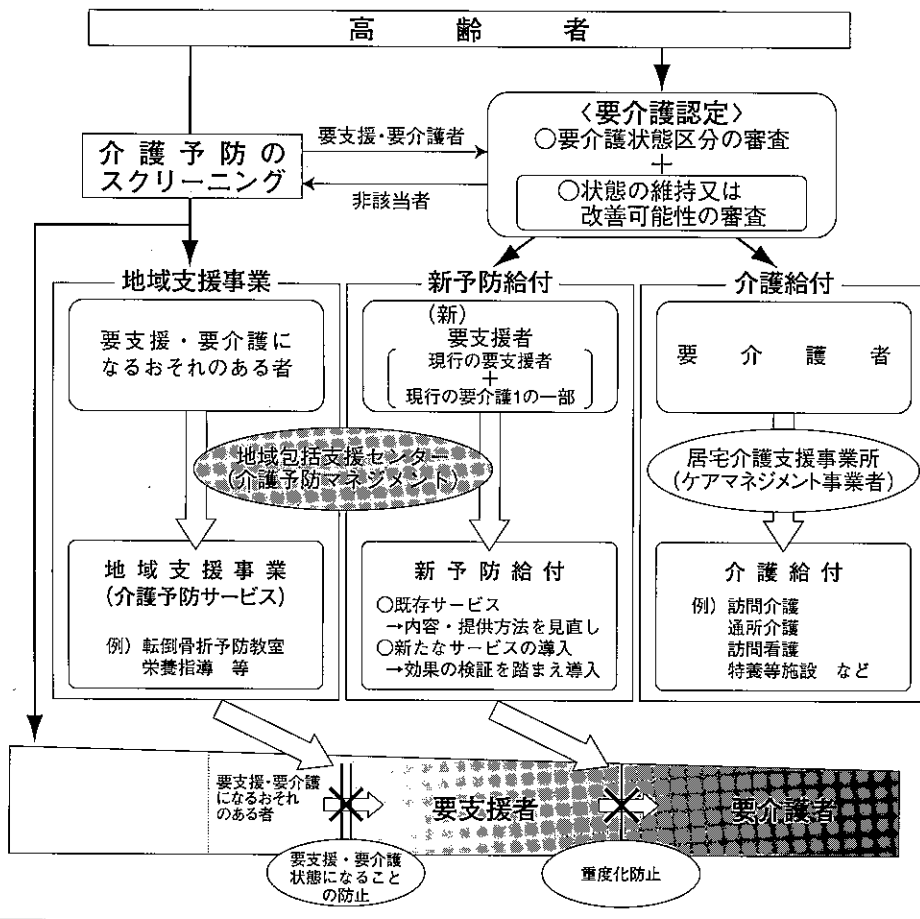 高齢者
〈要介護認定〉
○要介護状態区分の審査
＋
○状態の維持又は
改善可能性の審査
要支援・要介護者
非該当者
介護予防の
スクリーニング
地域支援事業
要支援・要介護に
なるおそれのある者
新予防給付
(新)
要支援者
現行の要支援者
＋
現行の要介護1の一部
介護給付
要介護者
地域包括支援センター
(介護予防マネジメント)
居宅介護支援事業所
(ケアマネジメント事業者)
地域支援事業
(介護予防サービス)
例）転倒骨折予防教室
栄養指導 等
新予防給付
○既存サービス
→内容・提供方法を見直し
○新たなサービスの導入
→効果の検証を踏まえ導入
介護給付
例）訪問介護
通所介護
訪問看護
特養等施設 など
要支援・要介護
になるおそれ
のある者
要支援者
要介護者
要支援・要介護
状態になること
の防止
重度化防止